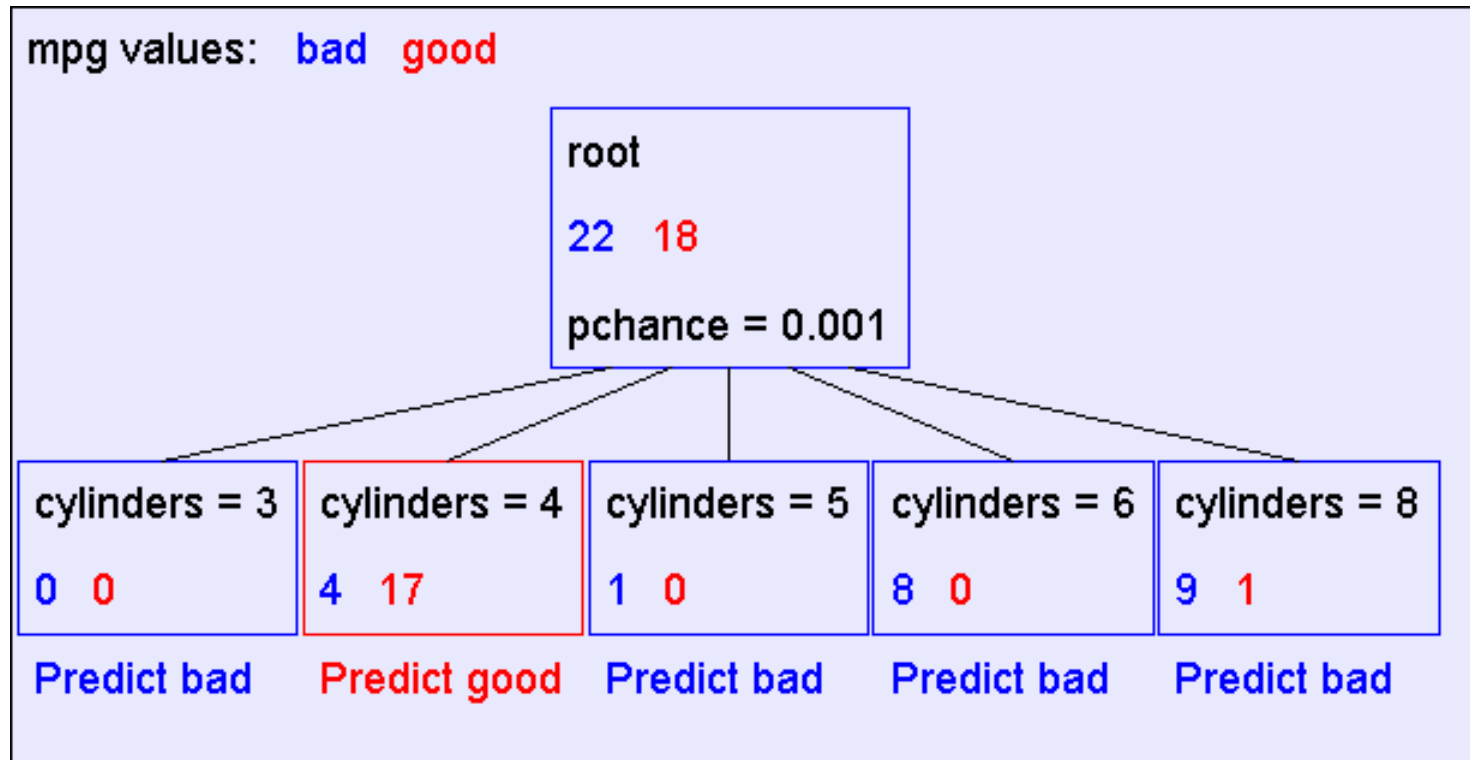 mpg values: bad good
root
22 18
pchance = 0.001
cylinders = 3
0 0
Predict bad
cylinders = 4
4 17
Predict good
cylinders = 5
1 0
Predict bad
cylinders = 6
8 0
Predict bad
cylinders = 8
9 1
Predict bad